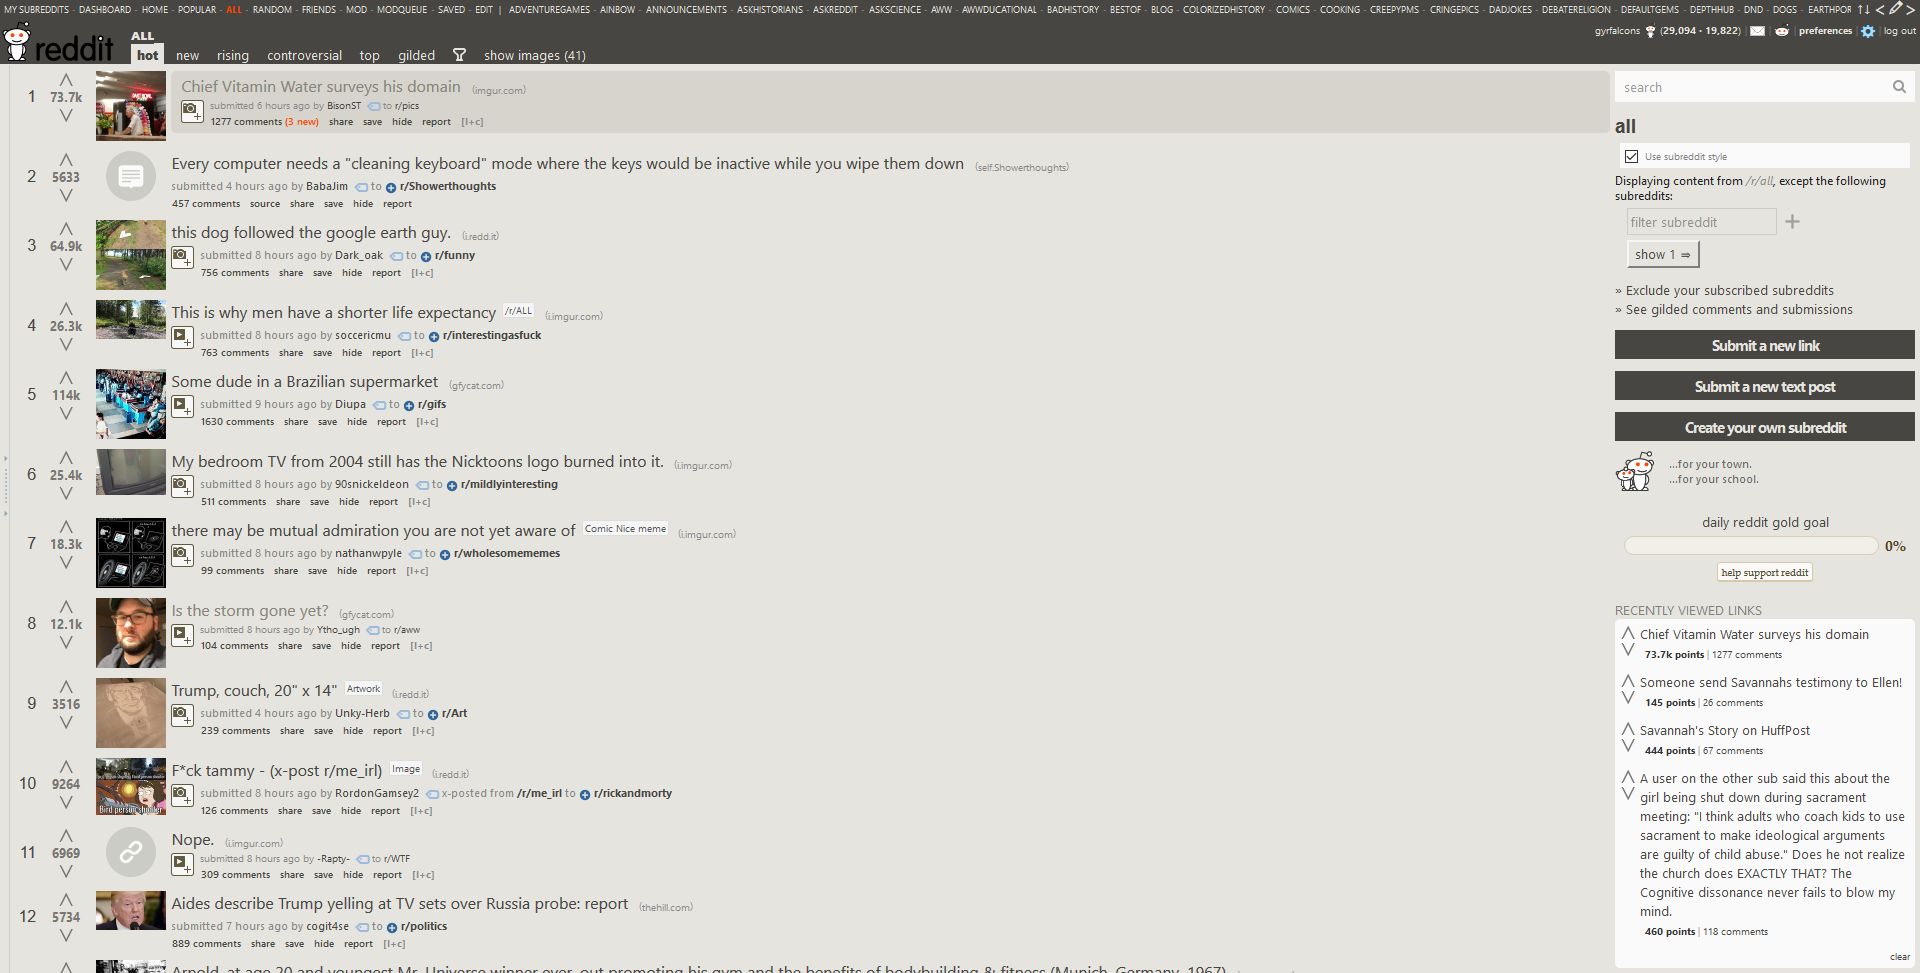 MY SUBREDDITS - DASHBOARD - HOME - POPULAR - ALL - RANDOM - FRIENDS - MOD - MODQUEUE - SAVED - EDIT | ADVENTUREGAMES - AINBOW - ANNOUNCEMENTS - ASKHISTORIANS - ASKREDDIT - ASKSCIENCE - AWW - AWWDUCATIONAL - BADHISTORY - BESTOF - BLOG - COLORIZEDHISTORY - COMICS - COOKING - CREEPYPMS - CRINGEPICS - DADJOKES - DEBATERELIGION - DEFAULTGEMS - DEPTHHUB - DND - DOGS - EARTHPOR
gyrfalcons (29,094 · 19,822) | preferences | log out
reddit ALL
hot new rising controversial top gilded show images (41)
1
73.7k
Chief Vitamin Water surveys his domain (imgur.com)
submitted 6 hours ago by BisonST to r/pics
1277 comments (3 new) share save hide report [l+c]
2
5633
Every computer needs a "cleaning keyboard" mode where the keys would be inactive while you wipe them down (self.Showerthoughts)
submitted 4 hours ago by BabaJim to r/Showerthoughts
457 comments source share save hide report
3
64.9k
this dog followed the google earth guy. (i.redd.it)
submitted 8 hours ago by Dark_oak to r/funny
756 comments share save hide report [l+c]
4
26.3k
This is why men have a shorter life expectancy /r/ALL (i.imgur.com)
submitted 8 hours ago by soccericmu to r/interestingasfuck
763 comments share save hide report [l+c]
5
114k
Some dude in a Brazilian supermarket (gfycat.com)
submitted 9 hours ago by Diupa to r/gifs
1630 comments share save hide report [l+c]
6
25.4k
My bedroom TV from 2004 still has the Nicktoons logo burned into it. (i.imgur.com)
submitted 8 hours ago by 90snickeldeon to r/mildlyinteresting
511 comments share save hide report [l+c]
7
18.3k
there may be mutual admiration you are not yet aware of Comic Nice meme (i.imgur.com)
submitted 8 hours ago by nathanwpyle to r/wholesomememes
99 comments share save hide report [l+c]
8
12.1k
Is the storm gone yet? (gfycat.com)
submitted 8 hours ago by Ytho_ugh to r/aww
104 comments share save hide report [l+c]
9
3516
Trump, couch, 20" x 14" Artwork (i.redd.it)
submitted 4 hours ago by Unky-Herb to r/Art
239 comments share save hide report [l+c]
10
9264
Bird person shooter
F*ck tammy - (x-post r/me_irl) Image (i.redd.it)
submitted 8 hours ago by RordonGamsey2 x-posted from /r/me_irl to r/rickandmorty
126 comments share save hide report [l+c]
11
6969
Nope. (i.imgur.com)
submitted 8 hours ago by -Rapty- to r/WTF
309 comments share save hide report [l+c]
12
5734
Aides describe Trump yelling at TV sets over Russia probe: report (thehill.com)
submitted 7 hours ago by cogit4se to r/politics
889 comments share save hide report [l+c]
Arnold, at age 20 and youngest Mr. Universe winner ever, out promoting his gym and the benefits of bodybuilding & fitness (Munich, Germany, 1967)
search
all
Use subreddit style
Displaying content from /r/all, except the following
subreddits:
filter subreddit
show 1 ⇒
» Exclude your subscribed subreddits
» See gilded comments and submissions
Submit a new link
Submit a new text post
Create your own subreddit
...for your town.
...for your school.
daily reddit gold goal
0%
help support reddit
RECENTLY VIEWED LINKS
Chief Vitamin Water surveys his domain
73.7k points | 1277 comments
Someone send Savannahs testimony to Ellen!
145 points | 26 comments
Savannah's Story on HuffPost
444 points | 67 comments
A user on the other sub said this about the
girl being shut down during sacrament
meeting: "I think adults who coach kids to use
sacrament to make ideological arguments
are guilty of child abuse." Does he not realize
the church does EXACTLY THAT? The
Cognitive dissonance never fails to blow my
mind.
460 points | 118 comments
clear